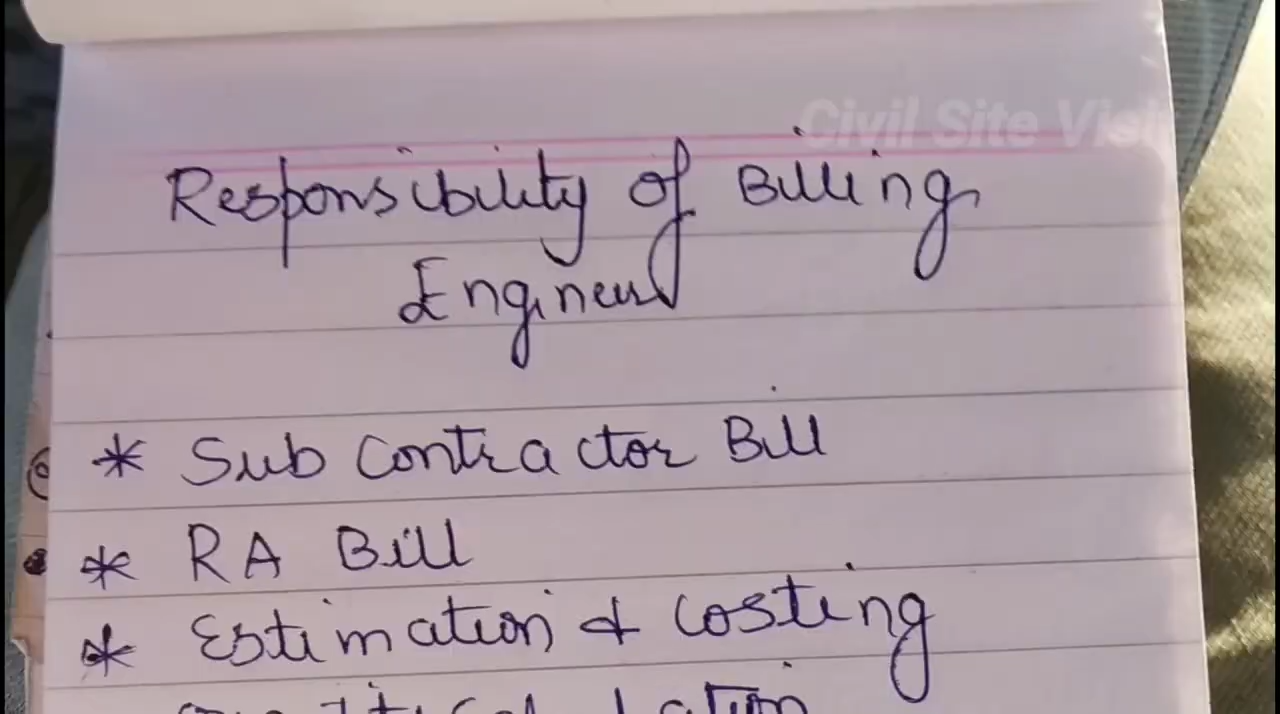 Civil Site Visit
Responsibility of Billing
Engineer
* Sub Contractor Bill
* RA Bill
* Estimation & Costing